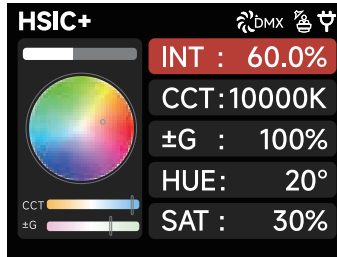 HSIC+
DMX
INT : 60.0%
CCT:10000K
±G : 100%
HUE: 20°
SAT : 30%
CCT
±G